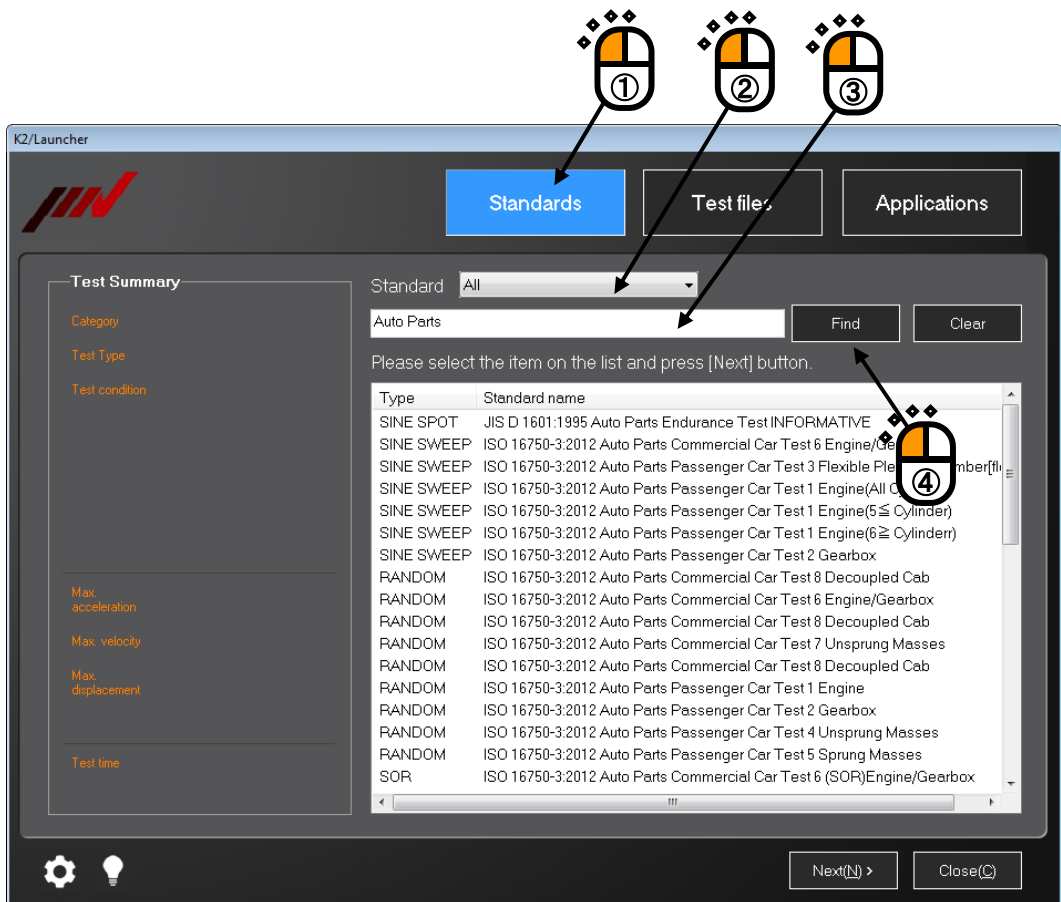 ① ② ③
K2/Launcher
Standards Test files Applications
Test Summary
Category
Test Type
Test condition
Max.
acceleration
Max. velocity
Max.
displacement
Test time
Standard All
Auto Parts Find Clear
Please select the item on the list and press [Next] button.
Type Standard name
SINE SPOT JIS D 1601:1995 Auto Parts Endurance Test INFORMATIVE
SINE SWEEP ISO 16750-3:2012 Auto Parts Commercial Car Test 6 Engine/
SINE SWEEP ISO 16750-3:2012 Auto Parts Passenger Car Test 3 Flexible
SINE SWEEP ISO 16750-3:2012 Auto Parts Passenger Car Test 1 Engine(All
④
SINE SWEEP ISO 16750-3:2012 Auto Parts Passenger Car Test 1 Engine(5≦ Cylinder)
SINE SWEEP ISO 16750-3:2012 Auto Parts Passenger Car Test 1 Engine(6≧ Cylinderr)
SINE SWEEP ISO 16750-3:2012 Auto Parts Passenger Car Test 2 Gearbox
RANDOM ISO 16750-3:2012 Auto Parts Commercial Car Test 8 Decoupled Cab
RANDOM ISO 16750-3:2012 Auto Parts Commercial Car Test 6 Engine/Gearbox
RANDOM ISO 16750-3:2012 Auto Parts Commercial Car Test 8 Decoupled Cab
RANDOM ISO 16750-3:2012 Auto Parts Commercial Car Test 7 Unsprung Masses
RANDOM ISO 16750-3:2012 Auto Parts Commercial Car Test 8 Decoupled Cab
RANDOM ISO 16750-3:2012 Auto Parts Passenger Car Test 1 Engine
RANDOM ISO 16750-3:2012 Auto Parts Passenger Car Test 2 Gearbox
RANDOM ISO 16750-3:2012 Auto Parts Passenger Car Test 4 Unsprung Masses
RANDOM ISO 16750-3:2012 Auto Parts Passenger Car Test 5 Sprung Masses
SOR ISO 16750-3:2012 Auto Parts Commercial Car Test 6 (SOR)Engine/Gearbox
Next(N) > Close(C)